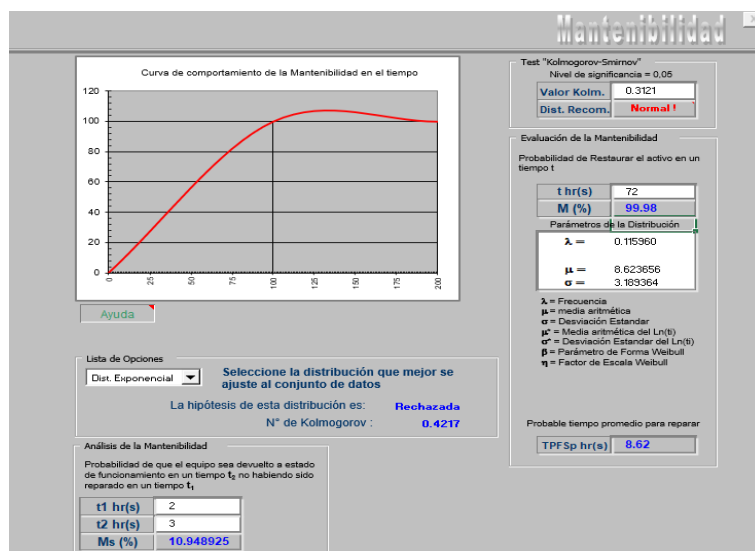 Mantenibilidad
Curva de comportamiento de la Mantenibilidad en el tiempo
120
100
80
60
40
20
0
0
25
50
75
100
125
150
175
200
Ayuda
Test "Kolmogorov-Smirnov"
Nivel de significancia = 0,05
Valor Kolm. 0.3121
Dist. Recom. Normal !
Evaluación de la Mantenibilidad
Probabilidad de Restaurar el activo en un
tiempo t
t hr(s) 72
M (%) 99.98
Parámetros de la Distribución
λ = 0.115960
μ = 8.623656
σ = 3.189364
λ = Frecuencia
μ = media aritmética
σ = Desviación Estandar
μ* = Media aritmética del Ln(ti)
σ* = Desviación Estandar del Ln(ti)
β = Parámetro de Forma Weibull
η = Factor de Escala Weibull
Probable tiempo promedio para reparar
TPFSp hr(s) 8.62
Lista de Opciones
Dist. Exponencial
Seleccione la distribución que mejor se
ajuste al conjunto de datos
La hipótesis de esta distribución es: Rechazada
N° de Kolmogorov : 0.4217
Análisis de la Mantenibilidad
Probabilidad de que el equipo sea devuelto a estado
de funcionamiento en un tiempo t2 no habiendo sido
reparado en un tiempo t1
t1 hr(s) 2
t2 hr(s) 3
Ms (%) 10.948925